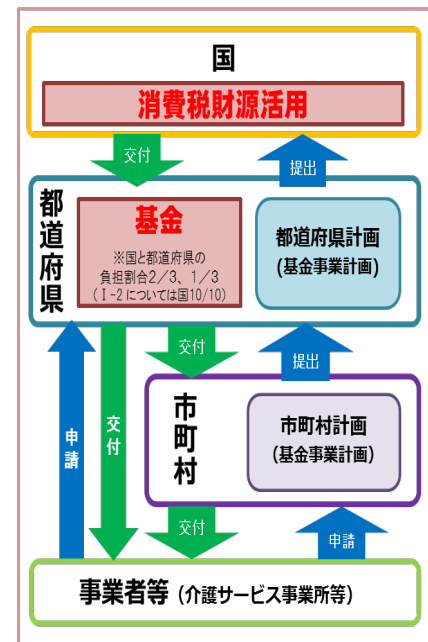 国
消費税財源活用
交付
提出
都道府県
基金
※国と都道府県の
負担割合2/3、1/3
(Ⅰ-2については国10/10)
都道府県計画
(基金事業計画)
申請
交付
交付
提出
市町村
市町村計画
(基金事業計画)
交付
申請
事業者等(介護サービス事業所等)